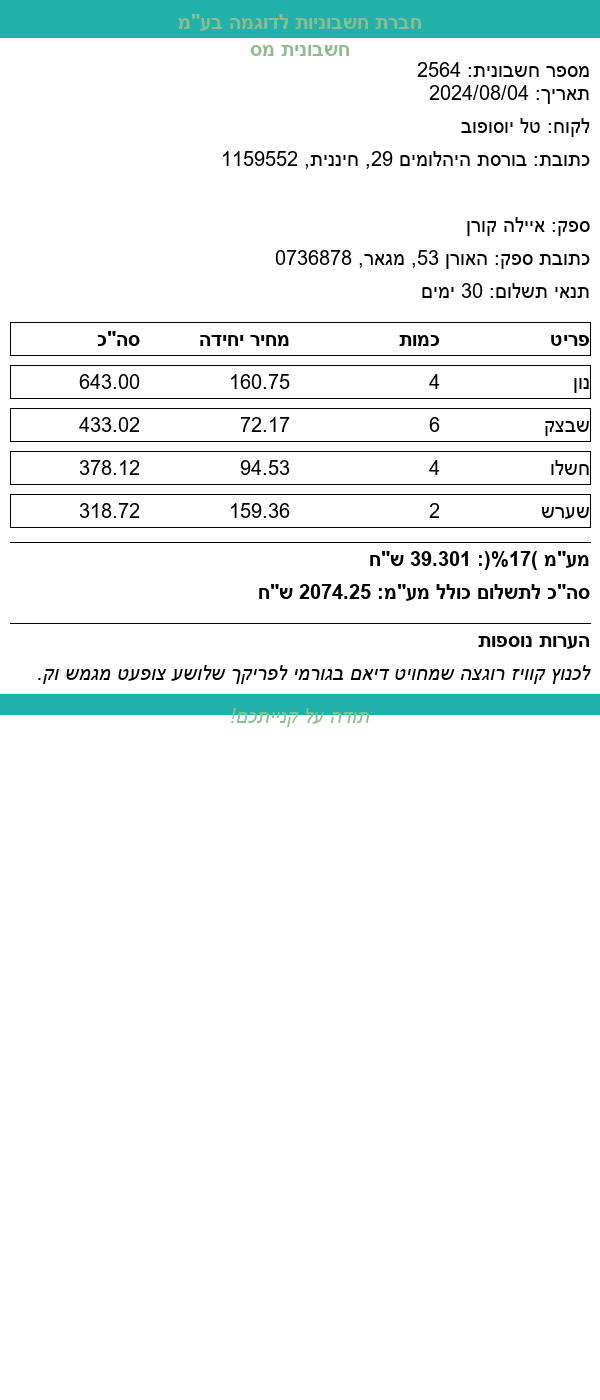 חברת חשבוניות לדוגמה בע"מ
חשבונית מס
מספר חשבונית: 2564
תאריך: 2024/08/04
לקוח: טל יוסופוב
כתובת: בורסת היהלומים 29, חיננית, 1159552
ספק: איילה קורן
כתובת ספק: האורן 53, מגאר, 0736878
תנאי תשלום: 30 ימים
פריט כמות מחיר יחידה סה"כ
נון 4 160.75 643.00
שבצק 6 72.17 433.02
חשלו 4 94.53 378.12
שערש 2 159.36 318.72
מע"מ )17%(: 39.301 ש"ח
סה"כ לתשלום כולל מע"מ: 2074.25 ש"ח
הערות נוספות
לכנוץ קוויז רוגצה שמחויט דיאם בגורמי לפריקך שלושע צופעט מגמש וק.
תודה על קנייתכם!